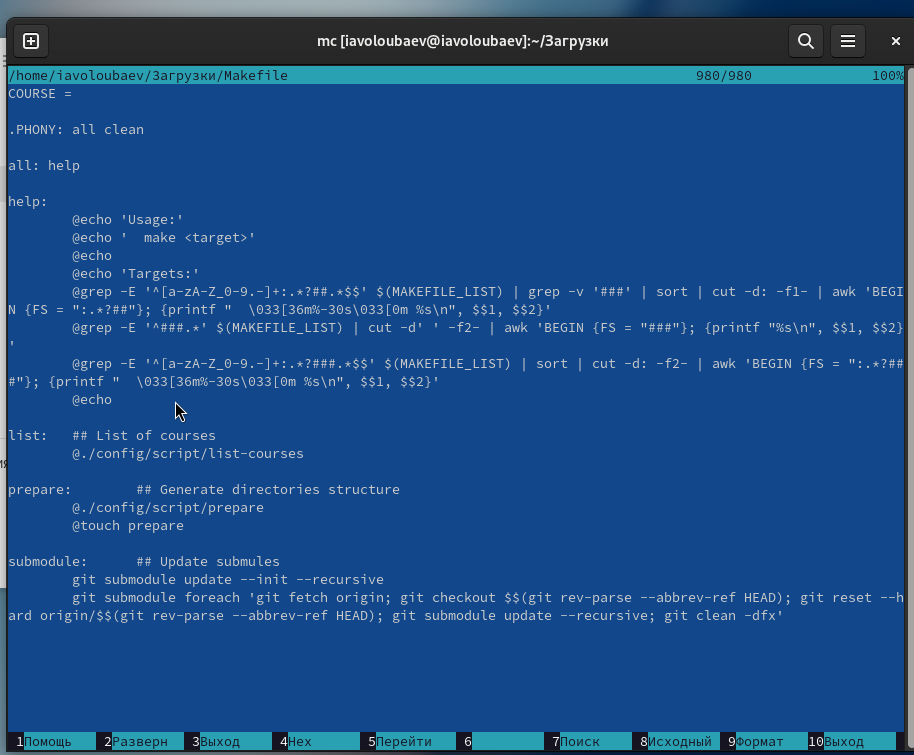 mc [iavoloubaev@iavoloubaev]:~/Загрузки
/home/iavoloubaev/Загрузки/Makefile 980/980 100%
COURSE =
.PHONY: all clean
all: help
help:
@echo 'Usage:'
@echo '  make <target>'
@echo
@echo 'Targets:'
@grep -E '^[a-zA-Z_0-9.-]+:.*?##.*$$' $(MAKEFILE_LIST) | grep -v '###' | sort | cut -d: -f1- | awk 'BEGI
N {FS = ":.*?##"}; {printf "  \033[36m%-30s\033[0m %s\n", $$1, $$2}'
@grep -E '^###.*' $(MAKEFILE_LIST) | cut -d' ' -f2- | awk 'BEGIN {FS = "###"}; {printf "%s\n", $$1, $$2}
'
@grep -E '^[a-zA-Z_0-9.-]+:.*?###.*$$' $(MAKEFILE_LIST) | sort | cut -d: -f2- | awk 'BEGIN {FS = ":.*?##
#"}; {printf "  \033[36m%-30s\033[0m %s\n", $$1, $$2}'
@echo
list:   ## List of courses
@./config/script/list-courses
prepare:        ## Generate directories structure
@./config/script/prepare
@touch prepare
submodule:      ## Update submules
git submodule update --init --recursive
git submodule foreach 'git fetch origin; git checkout $$(git rev-parse --abbrev-ref HEAD); git reset --h
ard origin/$$(git rev-parse --abbrev-ref HEAD); git submodule update --recursive; git clean -dfx'
1Помощь 2Разверн 3Выход 4Hex 5Перейти 6 7Поиск 8Исходный 9Формат 10Выход